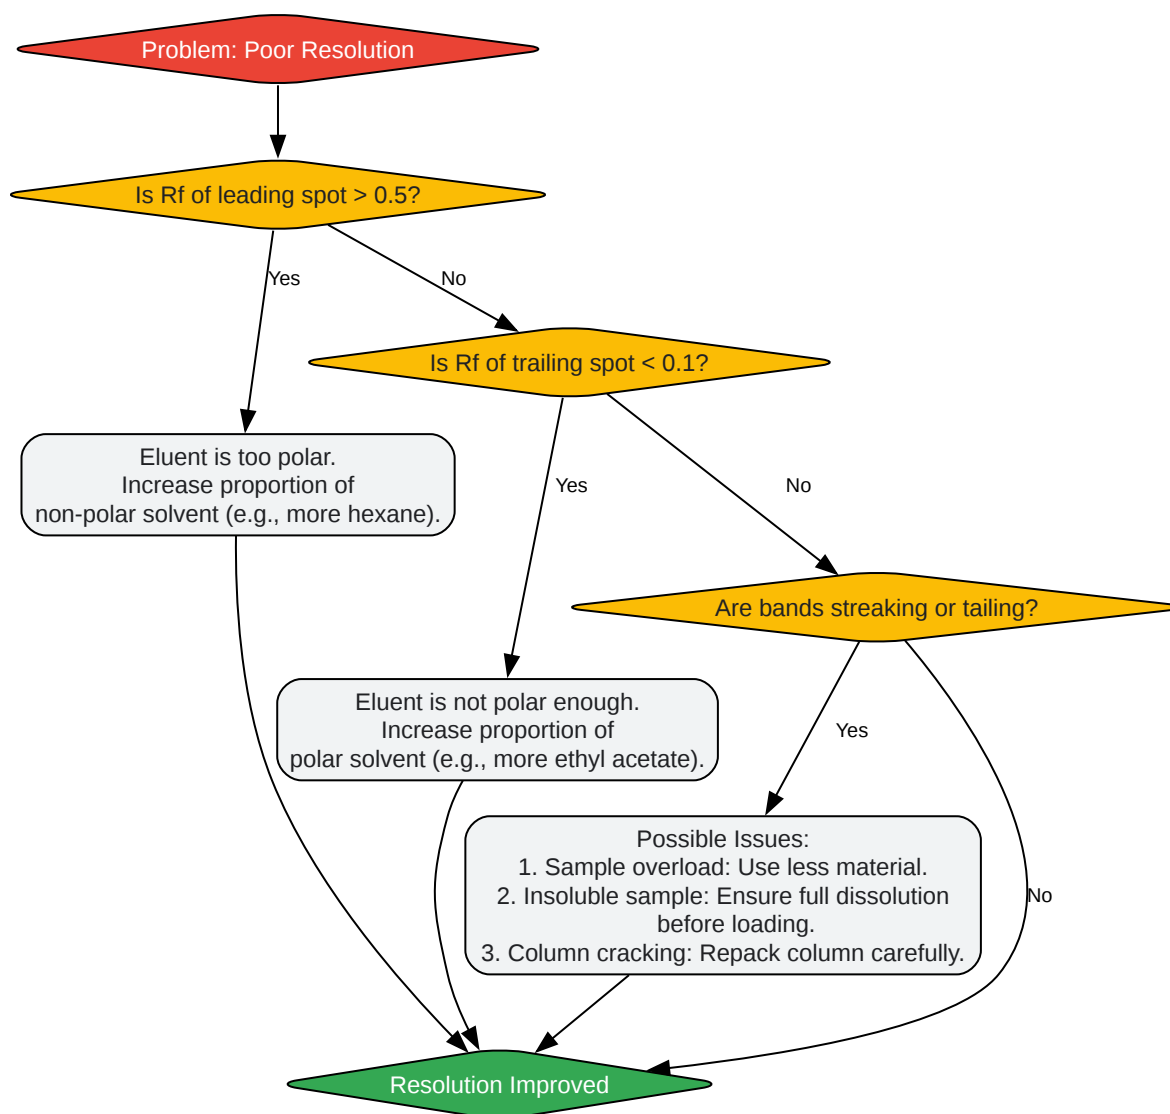 Problem: Poor Resolution
Is Rf of leading spot > 0.5?
Yes
No
Is Rf of trailing spot < 0.1?
Eluent is too polar.
Increase proportion of
non-polar solvent (e.g., more hexane).
Yes
No
Are bands streaking or tailing?
Eluent is not polar enough.
Increase proportion of
polar solvent (e.g., more ethyl acetate).
Yes
Possible Issues:
1. Sample overload: Use less material.
2. Insoluble sample: Ensure full dissolution
before loading.
3. Column cracking: Repack column carefully.
No
Resolution Improved